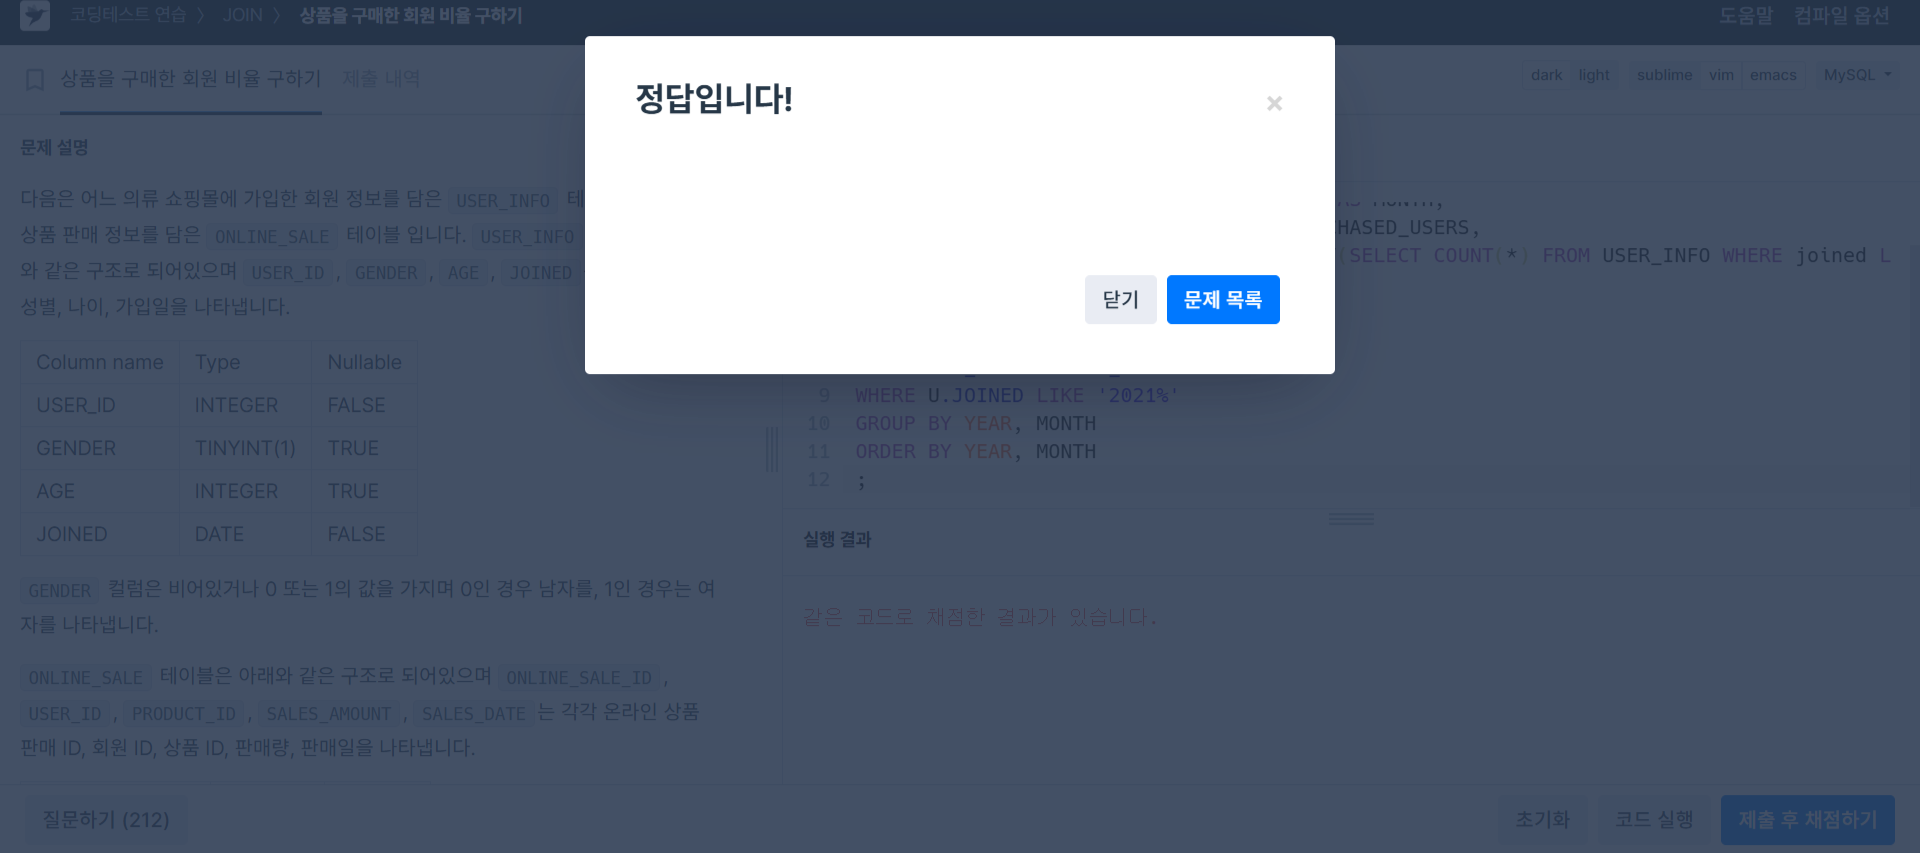 코딩테스트 연습 〉 JOIN 〉 상품을 구매한 회원 비율 구하기
도움말 컴파일 옵션
상품을 구매한 회원 비율 구하기 제출 내역
dark light sublime vim emacs MySQL
정답입니다!
×
닫기 문제 목록
문제 설명
다음은 어느 의류 쇼핑몰에 가입한 회원 정보를 담은 USER_INFO 테
상품 판매 정보를 담은 ONLINE_SALE 테이블 입니다. USER_INFO
와 같은 구조로 되어있으며 USER_ID, GENDER, AGE, JOINED
성별, 나이, 가입일을 나타냅니다.
Column name Type Nullable
USER_ID INTEGER FALSE
GENDER TINYINT(1) TRUE
AGE INTEGER TRUE
JOINED DATE FALSE
GENDER 컬럼은 비어있거나 0 또는 1의 값을 가지며 0인 경우 남자를, 1인 경우는 여
자를 나타냅니다.
ONLINE_SALE 테이블은 아래와 같은 구조로 되어있으며 ONLINE_SALE_ID,
USER_ID, PRODUCT_ID, SALES_AMOUNT, SALES_DATE는 각각 온라인 상품
판매 ID, 회원 ID, 상품 ID, 판매량, 판매일을 나타냅니다.
MONTH,
HASED_USERS,
(SELECT COUNT(*) FROM USER_INFO WHERE joined L
9 WHERE U.JOINED LIKE '2021%'
10 GROUP BY YEAR, MONTH
11 ORDER BY YEAR, MONTH
12 ;
실행 결과
같은 코드로 채점한 결과가 있습니다.
질문하기 (212)
초기화 코드 실행 제출 후 채점하기